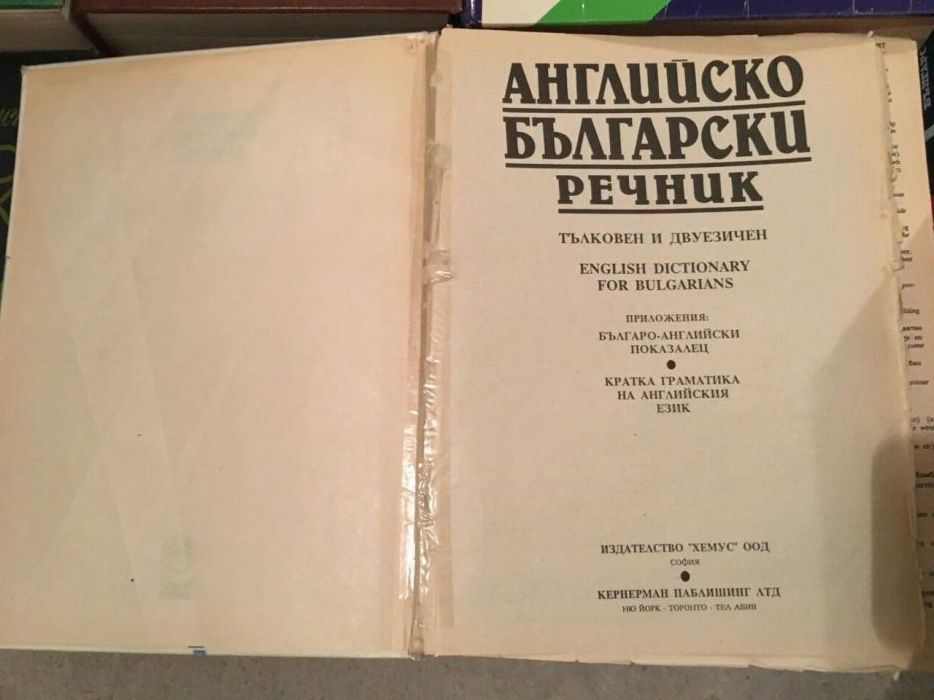 АНГЛИЙСКО
БЪЛГАРСКИ
РЕЧНИК
ТЪЛКОВЕН И ДВУЕЗИЧЕН
ENGLISH DICTIONARY
FOR BULGARIANS
ПРИЛОЖЕНИЯ:
БЪЛГАРО-АНГЛИЙСКИ
ПОКАЗАЛЕЦ
●
КРАТКА ГРАМАТИКА
НА АНГЛИЙСКИЯ
ЕЗИК
ИЗДАТЕЛСТВО "ХЕМУС" ООД
СОФИЯ
●
КЕРНЕРМАН ПАБЛИШИНГ ЛТД
НЮ ЙОРК - ТОРОНТО - ТЕЛ АВИВ